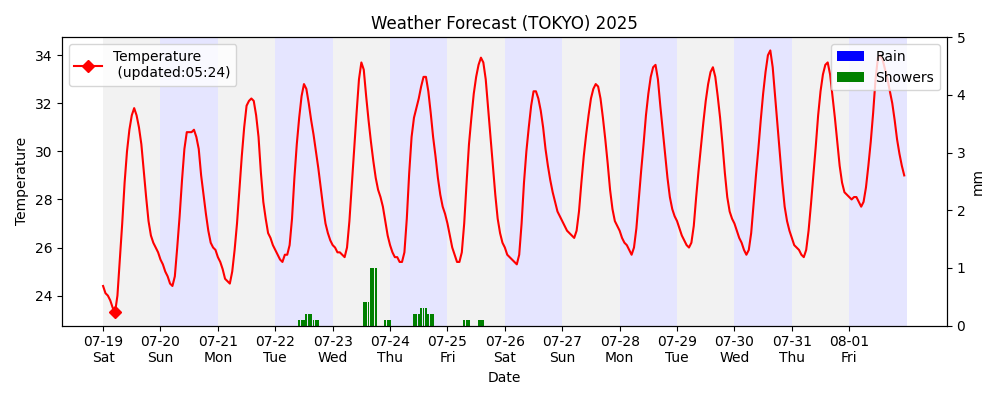 Weather Forecast (TOKYO) 2025
Temperature
(updated:05:24)
Rain
Showers
34
32
30
28
26
24
Temperature
5
4
3
2
1
0
mm
07-19 07-20 07-21 07-22 07-23 07-24 07-25 07-26 07-27 07-28 07-29 07-30 07-31 08-01
Sat Sun Mon Tue Wed Thu Fri Sat Sun Mon Tue Wed Thu Fri
Date